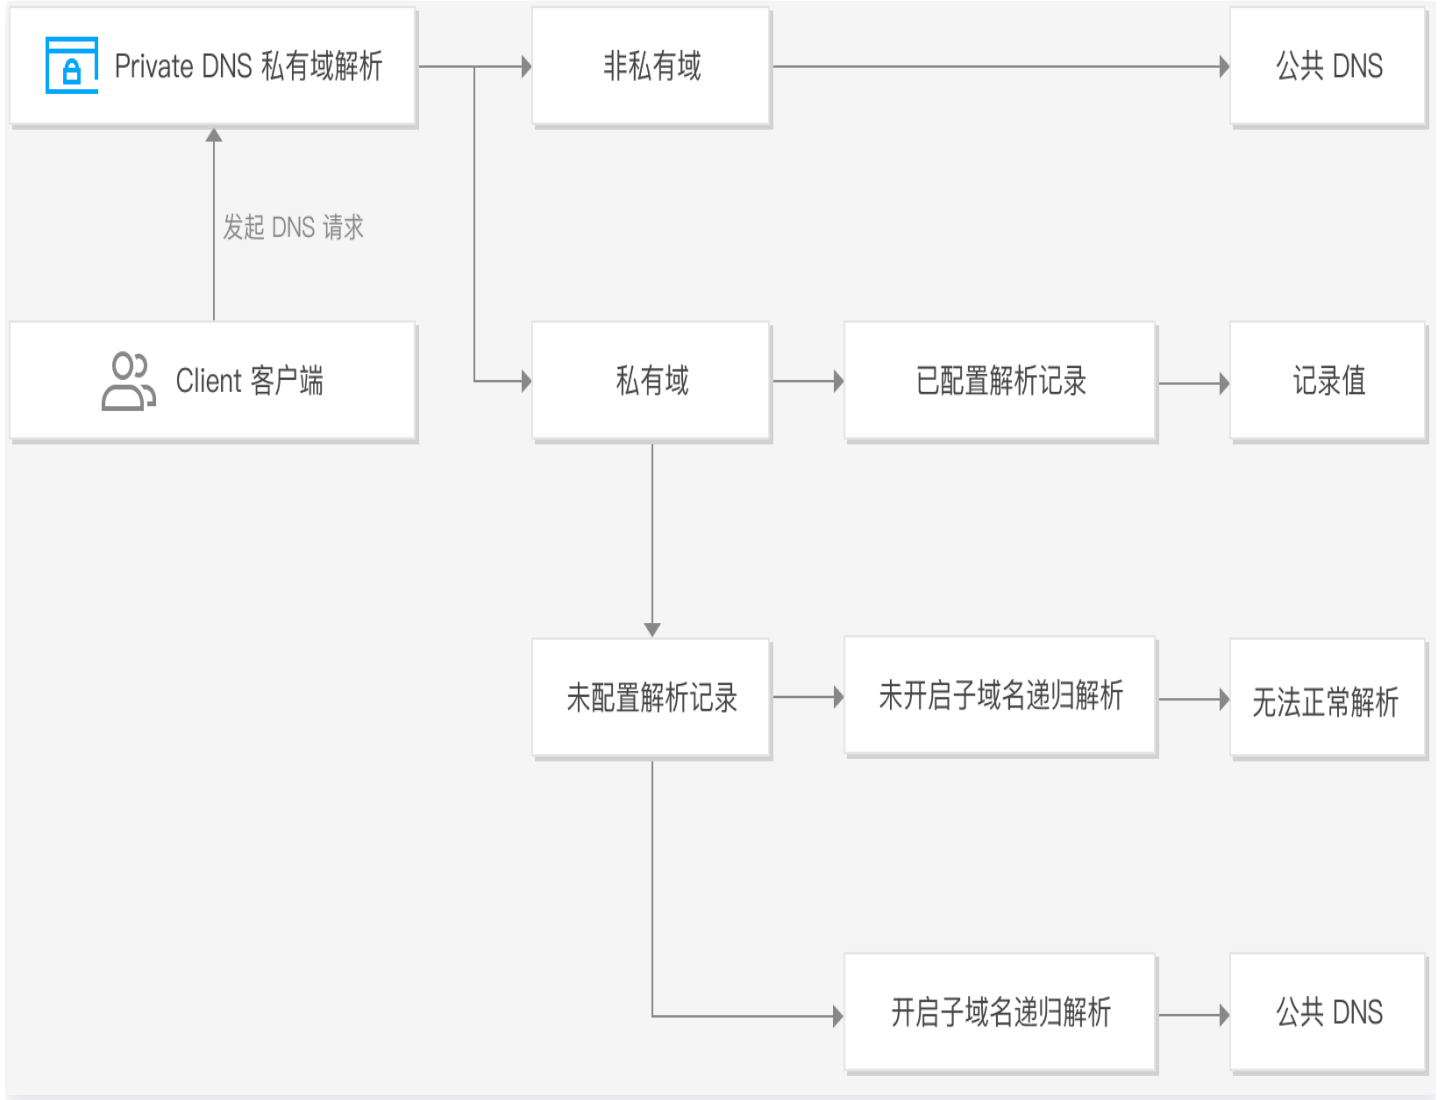 Private DNS 私有域解析
非私有域
公共 DNS
发起 DNS 请求
Client 客户端
私有域
已配置解析记录
记录值
未配置解析记录
未开启子域名递归解析
无法正常解析
开启子域名递归解析
公共 DNS